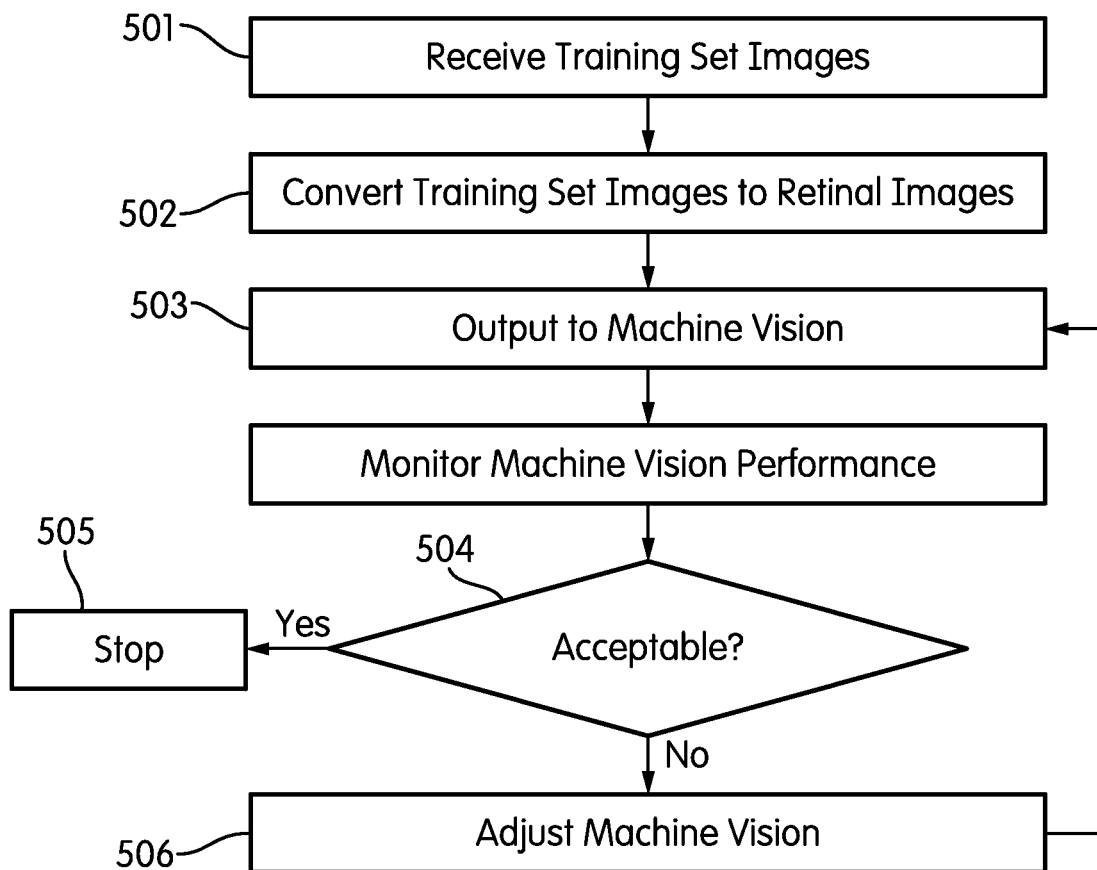 501
Receive Training Set Images
502
Convert Training Set Images to Retinal Images
503
Output to Machine Vision
Monitor Machine Vision Performance
505
504
Stop
Yes
Acceptable?
No
506
Adjust Machine Vision